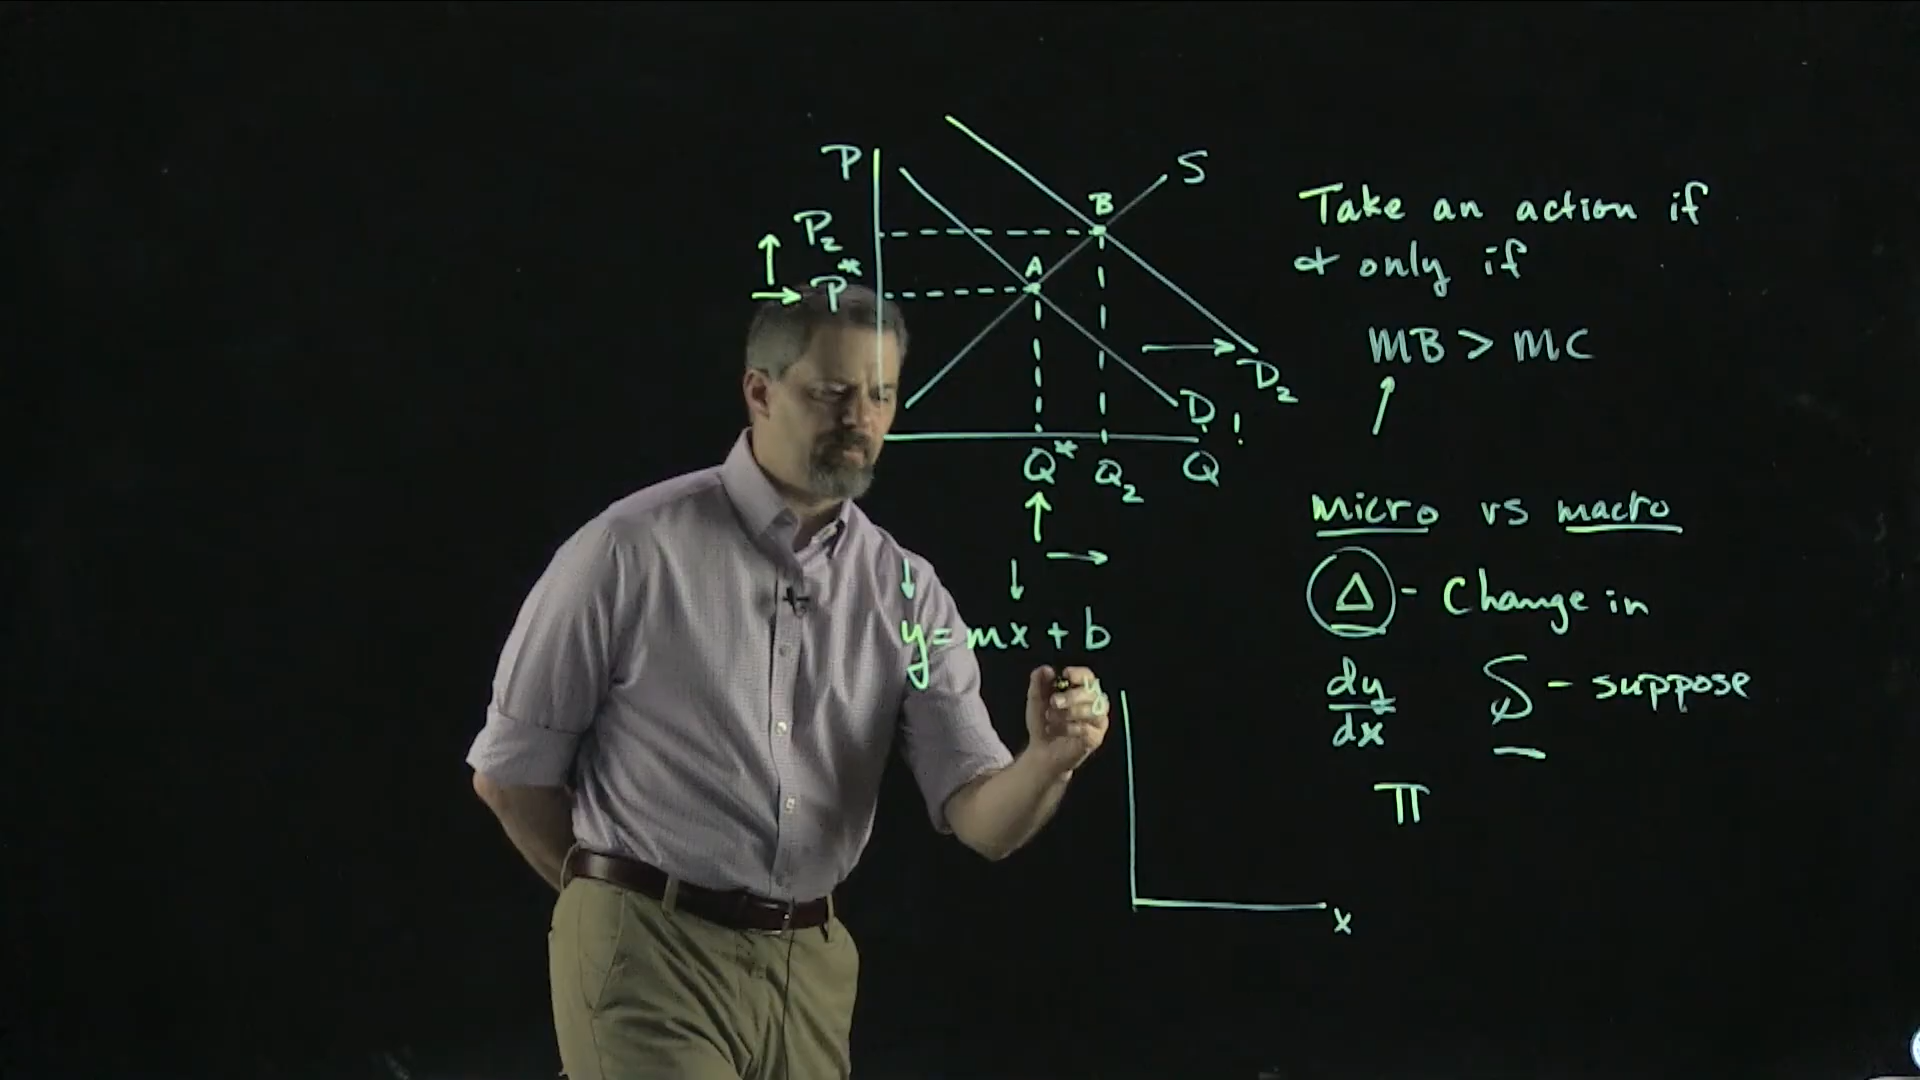 P
S
B
P2
A
P*
D2
D1
!
Q* Q2 Q
y = mx + b
y
x
Take an action if
& only if
MB > MC
micro vs macro
Δ - Change in
dy
dx
S - suppose
π